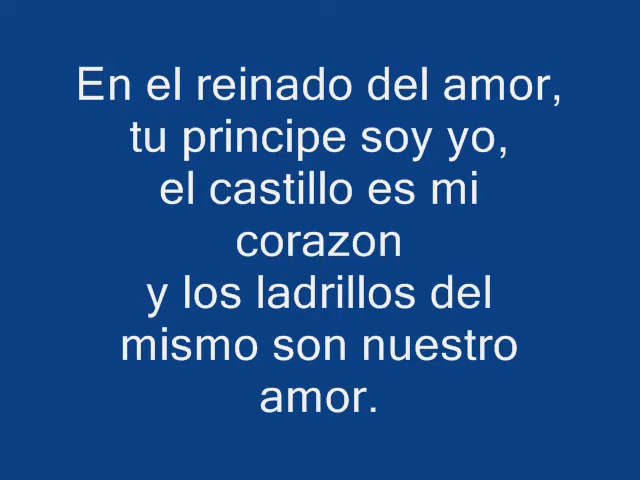 En el reinado del amor,
tu principe soy yo,
el castillo es mi
corazon
y los ladrillos del
mismo son nuestro
amor.